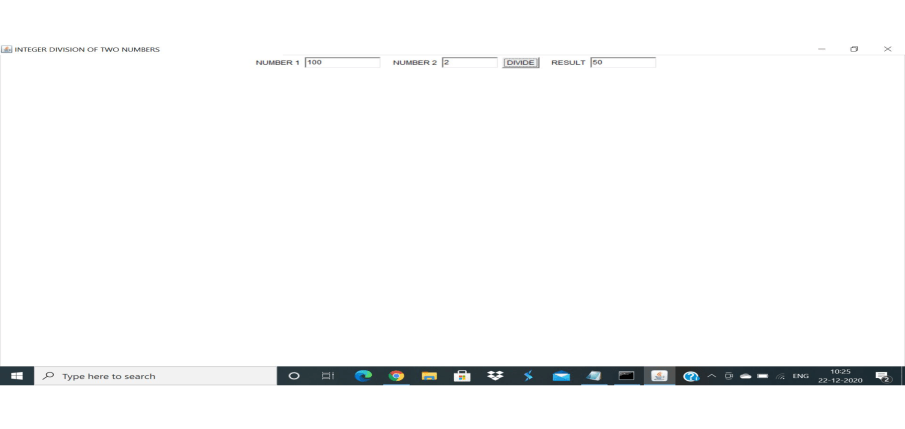 INTEGER DIVISION OF TWO NUMBERS
NUMBER 1 100 NUMBER 2 2 DIVIDE RESULT 50
Type here to search
ENG
10:25
22-12-2020
2